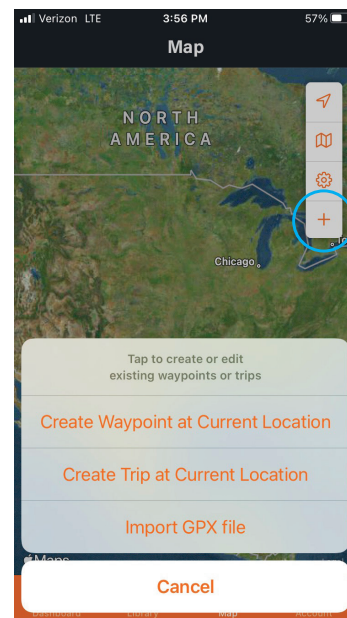 Verizon LTE 3:56 PM 57%
Map
NORTH
AMERICA
Chicago
Tap to create or edit
existing waypoints or trips
Create Waypoint at Current Location
Create Trip at Current Location
Import GPX file
Maps
Cancel
Dashboard Library Map Account